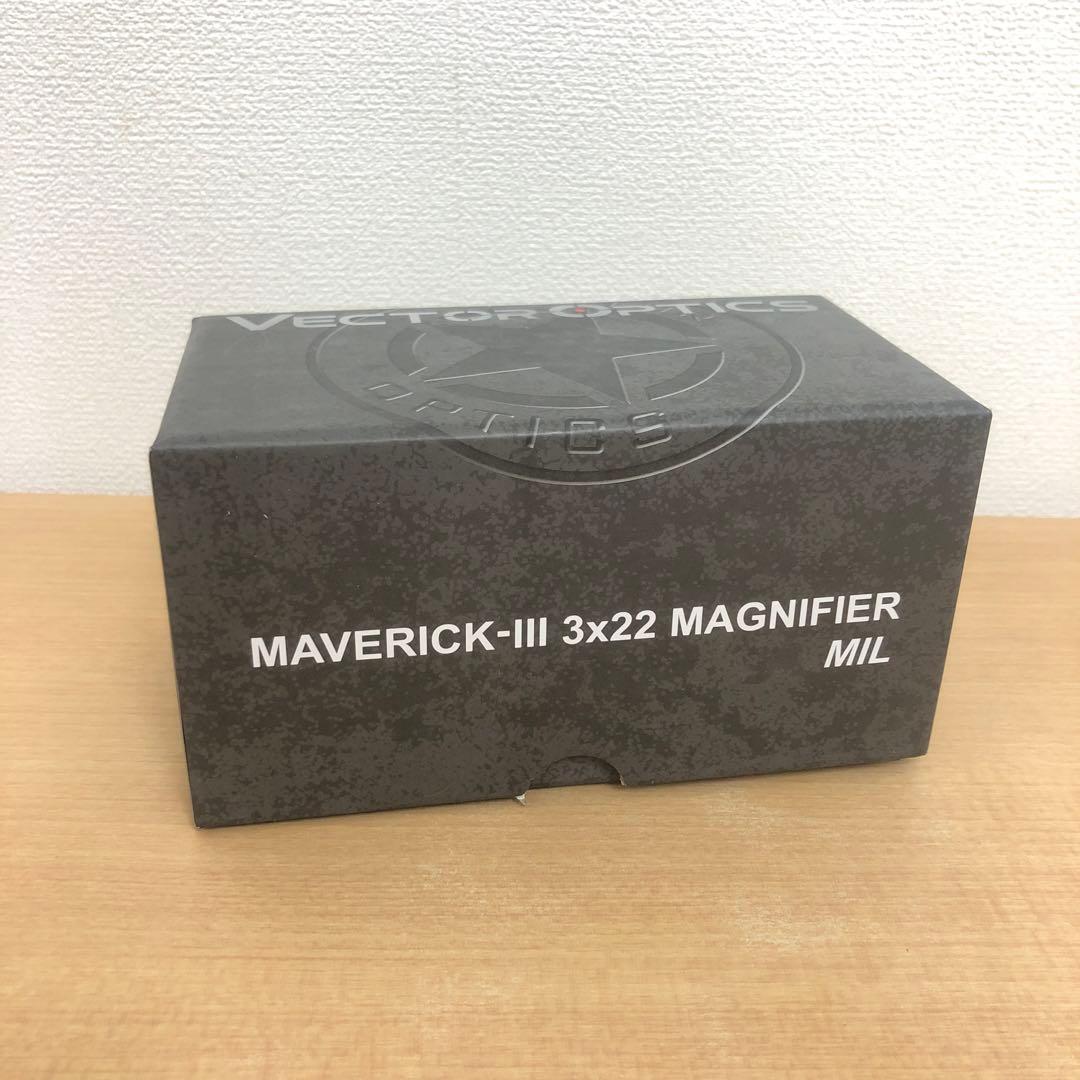 VECTOR OPTICS
OPTICS
MAVERICK-III 3x22 MAGNIFIER
MIL